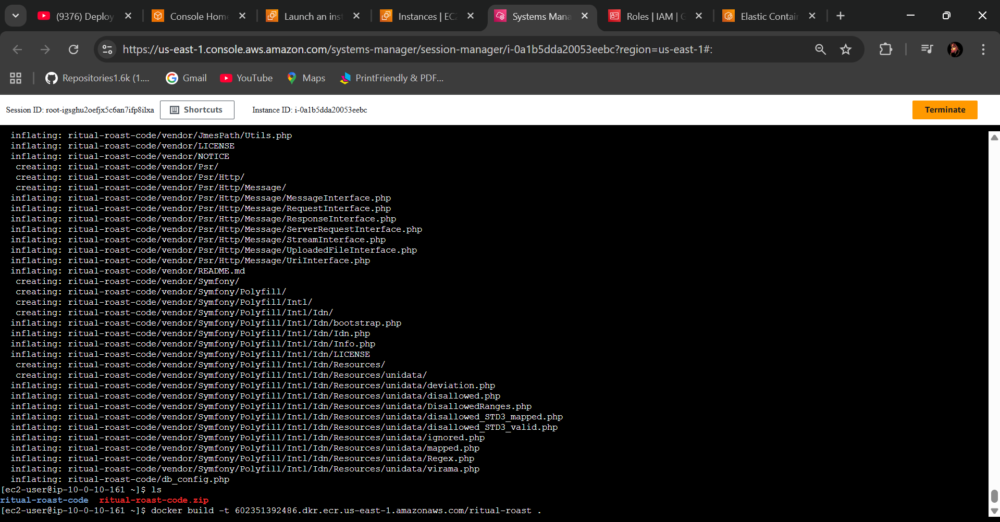 (9376) Deploy
Console Home
Launch an inst
Instances | EC2
Systems Mana
Roles | IAM | G
Elastic Contain
https://us-east-1.console.aws.amazon.com/systems-manager/session-manager/i-0a1b5dda20053eebc?region=us-east-1#:
Repositories1.6k (1....
Gmail
YouTube
Maps
PrintFriendly & PDF...
Session ID: root-igsghu2oefjx5c6an7ifp8ilxa
Shortcuts
Instance ID: i-0a1b5dda20053eebc
Terminate
inflating: ritual-roast-code/vendor/JmesPath/Utils.php
inflating: ritual-roast-code/vendor/LICENSE
inflating: ritual-roast-code/vendor/NOTICE
creating: ritual-roast-code/vendor/Psr/
creating: ritual-roast-code/vendor/Psr/Http/
creating: ritual-roast-code/vendor/Psr/Http/Message/
inflating: ritual-roast-code/vendor/Psr/Http/Message/MessageInterface.php
inflating: ritual-roast-code/vendor/Psr/Http/Message/RequestInterface.php
inflating: ritual-roast-code/vendor/Psr/Http/Message/ResponseInterface.php
inflating: ritual-roast-code/vendor/Psr/Http/Message/ServerRequestInterface.php
inflating: ritual-roast-code/vendor/Psr/Http/Message/StreamInterface.php
inflating: ritual-roast-code/vendor/Psr/Http/Message/UploadedFileInterface.php
inflating: ritual-roast-code/vendor/Psr/Http/Message/UriInterface.php
inflating: ritual-roast-code/vendor/README.md
creating: ritual-roast-code/vendor/Symfony/
creating: ritual-roast-code/vendor/Symfony/Polyfill/
creating: ritual-roast-code/vendor/Symfony/Polyfill/Intl/
creating: ritual-roast-code/vendor/Symfony/Polyfill/Intl/Idn/
inflating: ritual-roast-code/vendor/Symfony/Polyfill/Intl/Idn/bootstrap.php
inflating: ritual-roast-code/vendor/Symfony/Polyfill/Intl/Idn/Idn.php
inflating: ritual-roast-code/vendor/Symfony/Polyfill/Intl/Idn/Info.php
inflating: ritual-roast-code/vendor/Symfony/Polyfill/Intl/Idn/LICENSE
creating: ritual-roast-code/vendor/Symfony/Polyfill/Intl/Idn/Resources/
creating: ritual-roast-code/vendor/Symfony/Polyfill/Intl/Idn/Resources/unidata/
inflating: ritual-roast-code/vendor/Symfony/Polyfill/Intl/Idn/Resources/unidata/deviation.php
inflating: ritual-roast-code/vendor/Symfony/Polyfill/Intl/Idn/Resources/unidata/disallowed.php
inflating: ritual-roast-code/vendor/Symfony/Polyfill/Intl/Idn/Resources/unidata/DisallowedRanges.php
inflating: ritual-roast-code/vendor/Symfony/Polyfill/Intl/Idn/Resources/unidata/disallowed_STD3_mapped.php
inflating: ritual-roast-code/vendor/Symfony/Polyfill/Intl/Idn/Resources/unidata/disallowed_STD3_valid.php
inflating: ritual-roast-code/vendor/Symfony/Polyfill/Intl/Idn/Resources/unidata/ignored.php
inflating: ritual-roast-code/vendor/Symfony/Polyfill/Intl/Idn/Resources/unidata/mapped.php
inflating: ritual-roast-code/vendor/Symfony/Polyfill/Intl/Idn/Resources/unidata/Regex.php
inflating: ritual-roast-code/vendor/Symfony/Polyfill/Intl/Idn/Resources/unidata/virama.php
inflating: ritual-roast-code/db_config.php
[ec2-user@ip-10-0-10-161 ~]$ ls
ritual-roast-code  ritual-roast-code.zip
[ec2-user@ip-10-0-10-161 ~]$ docker build -t 602351392486.dkr.ecr.us-east-1.amazonaws.com/ritual-roast .